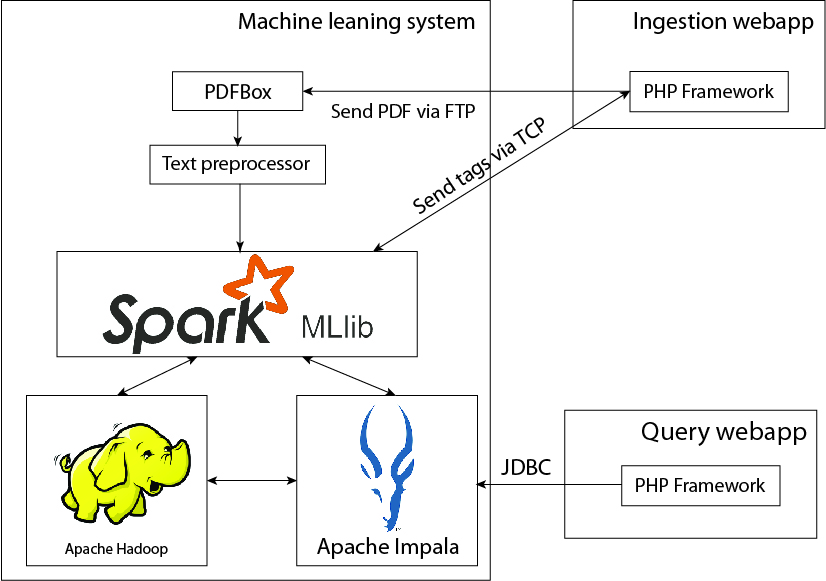 Machine leaning system
Ingestion webapp
PDFBox
PHP Framework
Send PDF via FTP
Send tags via TCP
Text preprocessor
Spark MLlib
Query webapp
JDBC
PHP Framework
Apache Hadoop
Apache Impala